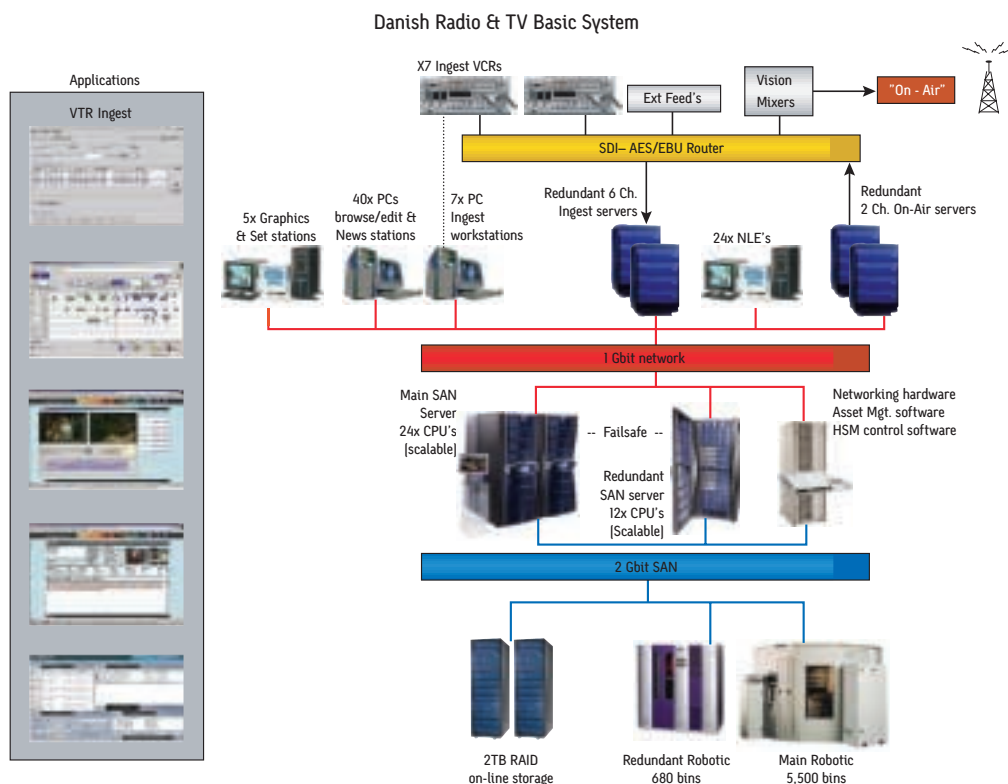 Danish Radio & TV Basic System
Applications
VTR Ingest
X7 Ingest VCRs
Ext Feed's
Vision
Mixers
"On - Air"
SDI– AES/EBU Router
5x Graphics
& Set stations
40x PCs
browse/edit &
News stations
7x PC
Ingest
workstations
Redundant 6 Ch.
Ingest servers
24x NLE's
Redundant
2 Ch. On-Air servers
1 Gbit network
Main SAN
Server
24x CPU's
(scalable)
-- Failsafe --
Redundant
SAN server
12x CPU's
(Scalable)
Networking hardware
Asset Mgt. software
HSM control software
2 Gbit SAN
2TB RAID
on-line storage
Redundant Robotic
680 bins
Main Robotic
5,500 bins